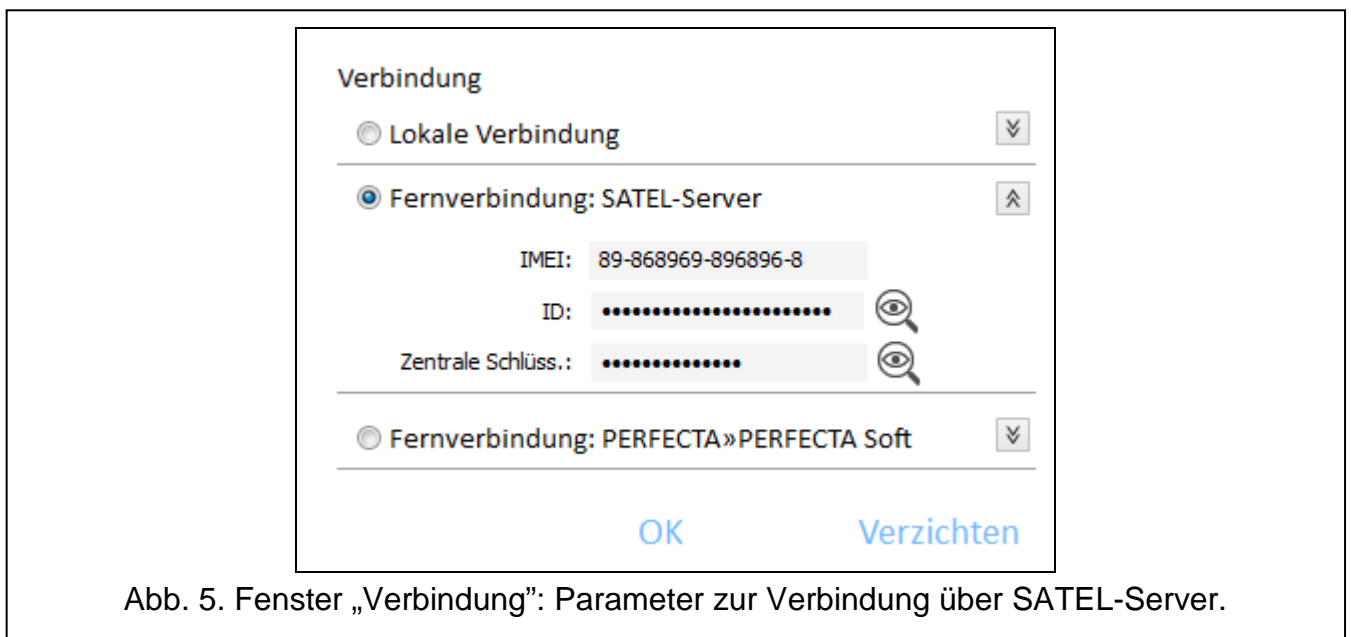 Verbindung
Lokale Verbindung
Fernverbindung: SATEL-Server
IMEI: 89-868969-896896-8
ID: •••••••••••••••••••••••
Zentrale Schlüss.: ••••••••••••••
Fernverbindung: PERFECTA»PERFECTA Soft
OK Verzichten
Abb. 5. Fenster „Verbindung”: Parameter zur Verbindung über SATEL-Server.